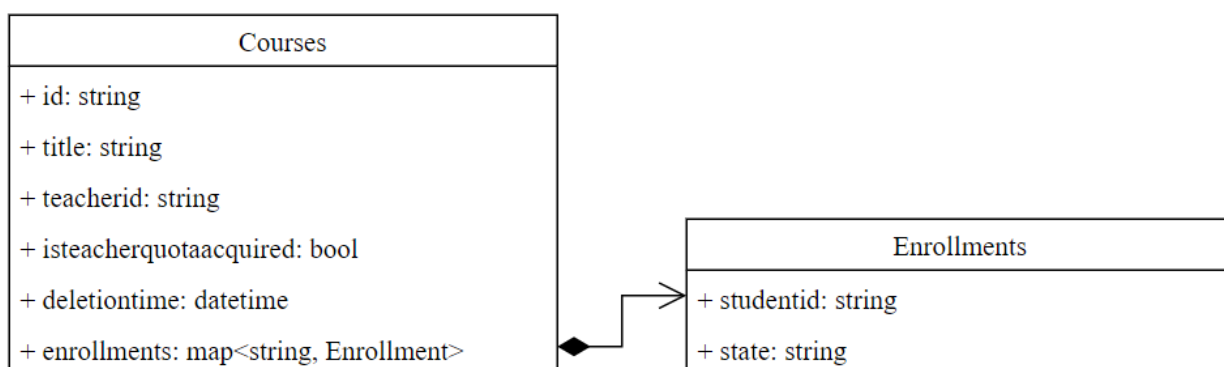 Courses
+ id: string
+ title: string
+ teacherid: string
+ isteacherquotaacquired: bool
+ deletiontime: datetime
+ enrollments: map<string, Enrollment>
Enrollments
+ studentid: string
+ state: string